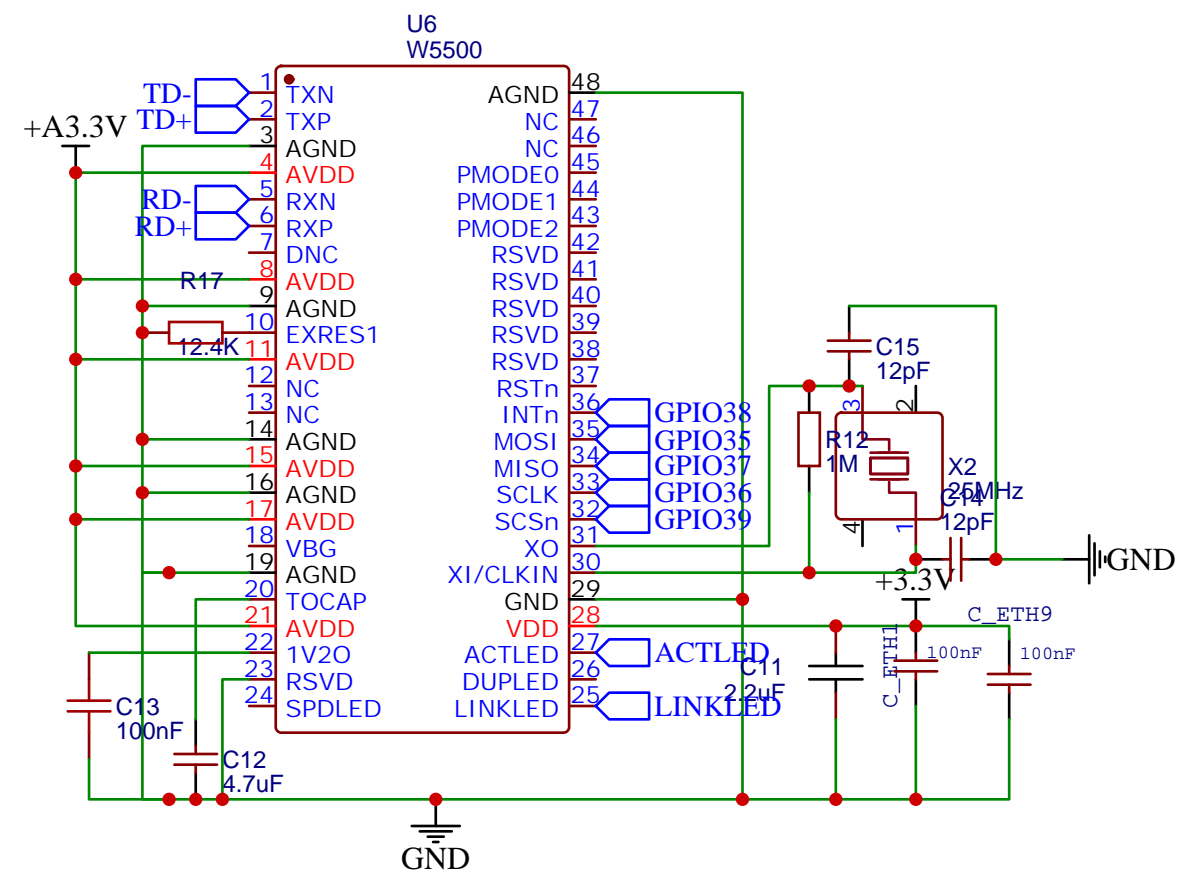 U6
W5500
TD-
1
TXN
TD+
2
TXP
+A3.3V
3
AGND
4
AVDD
RD-
5
RXN
RD+
6
RXP
7
DNC
R17
8
AVDD
9
AGND
10
EXRES1
12.4K
11
AVDD
12
NC
13
NC
14
AGND
15
AVDD
16
AGND
17
AVDD
18
VBG
19
AGND
20
TOCAP
21
AVDD
22
1V2O
23
RSVD
24
SPDLED
AGND
48
NC
47
NC
46
PMODE0
45
PMODE1
44
PMODE2
43
RSVD
42
RSVD
41
RSVD
40
RSVD
39
RSVD
38
RSTn
37
INTn
36
GPIO38
MOSI
35
GPIO35
MISO
34
GPIO37
SCLK
33
GPIO36
SCSn
32
GPIO39
XO
31
XI/CLKIN
30
GND
29
VDD
28
ACTLED
27
ACTLED
DUPLED
26
LINKLED
25
LINKLED
C15
12pF
3
2
R12
1M
X2
25MHz
C14
12pF
4
1
GND
+3.3V
C_ETH9
C_ETH1
100nF
100nF
C11
2.2uF
C13
100nF
C12
4.7uF
GND